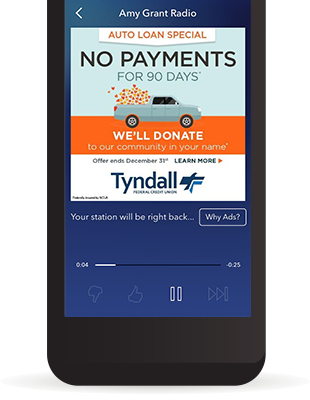 Amy Grant Radio
AUTO LOAN SPECIAL
NO PAYMENTS
FOR 90 DAYS*
WE'LL DONATE
to our community in your name*
Offer ends December 31st LEARN MORE
Tyndall
FEDERAL CREDIT UNION
Federally insured by NCUA
Your station will be right back... Why Ads?
0:04 -0:25